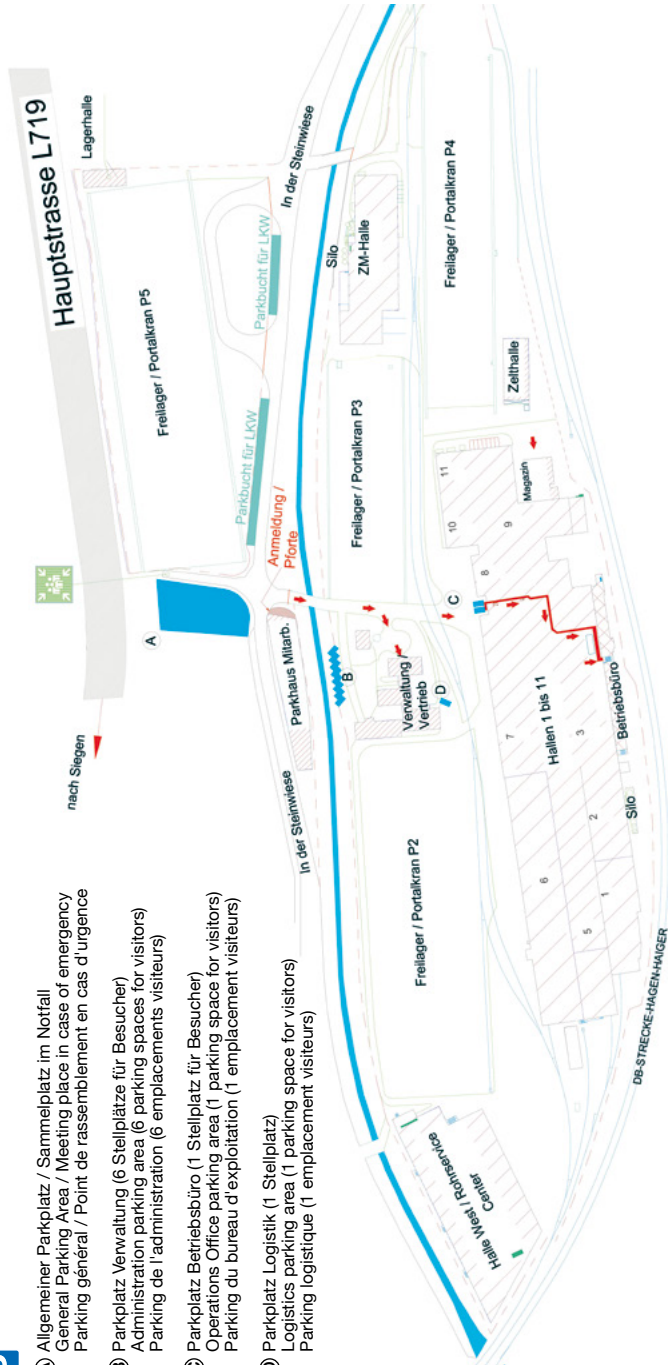 Ⓐ Allgemeiner Parkplatz / Sammelplatz im Notfall
General Parking Area / Meeting place in case of emergency
Parking général / Point de rassemblement en cas d'urgence
Ⓑ Parkplatz Verwaltung (6 Stellplätze für Besucher)
Administration parking area (6 parking spaces for visitors)
Parking de l'administration (6 emplacements visiteurs)
Ⓒ Parkplatz Betriebsbüro (1 Stellplatz für Besucher)
Operations Office parking area (1 parking space for visitors)
Parking du bureau d'exploitation (1 emplacement visiteurs)
Ⓓ Parkplatz Logistik (1 Stellplatz)
Logistics parking area (1 parking space for visitors)
Parking logistique (1 emplacement visiteurs)
nach Siegen
Hauptstrasse L719
Lagerhalle
A
Freilager / Portalkran P5
Parkbucht für LKW
Parkbucht für LKW
Anmeldung /
Pforte
In der Steinwiese
Parkhaus Mitarb.
In der Steinwiese
B
Freilager / Portalkran P3
Silo
ZM-Halle
Freilager / Portalkran P2
Verwaltung /
Vertrieb
D
C
Freilager / Portalkran P4
Zelthalle
Halle West / Rohrservice
Center
Hallen 1 bis 11
1
2
3
5
6
7
8
9
10
11
Magazin
Silo
Betriebsbüro
DB-STRECKE-HAGEN-HAIGER